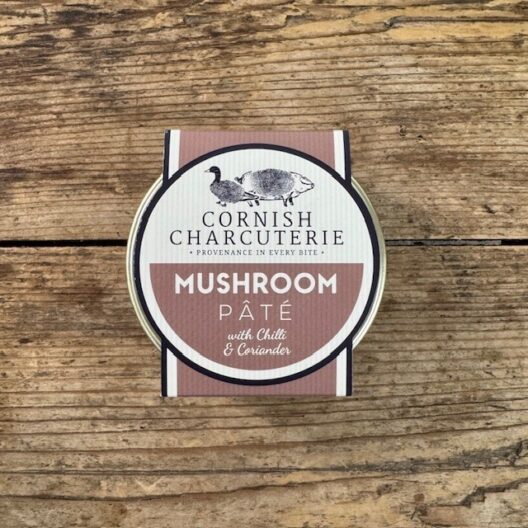 CORNISH
CHARCUTERIE
• PROVENANCE IN EVERY BITE •
MUSHROOM
PÂTÉ
with Chilli
& Coriander